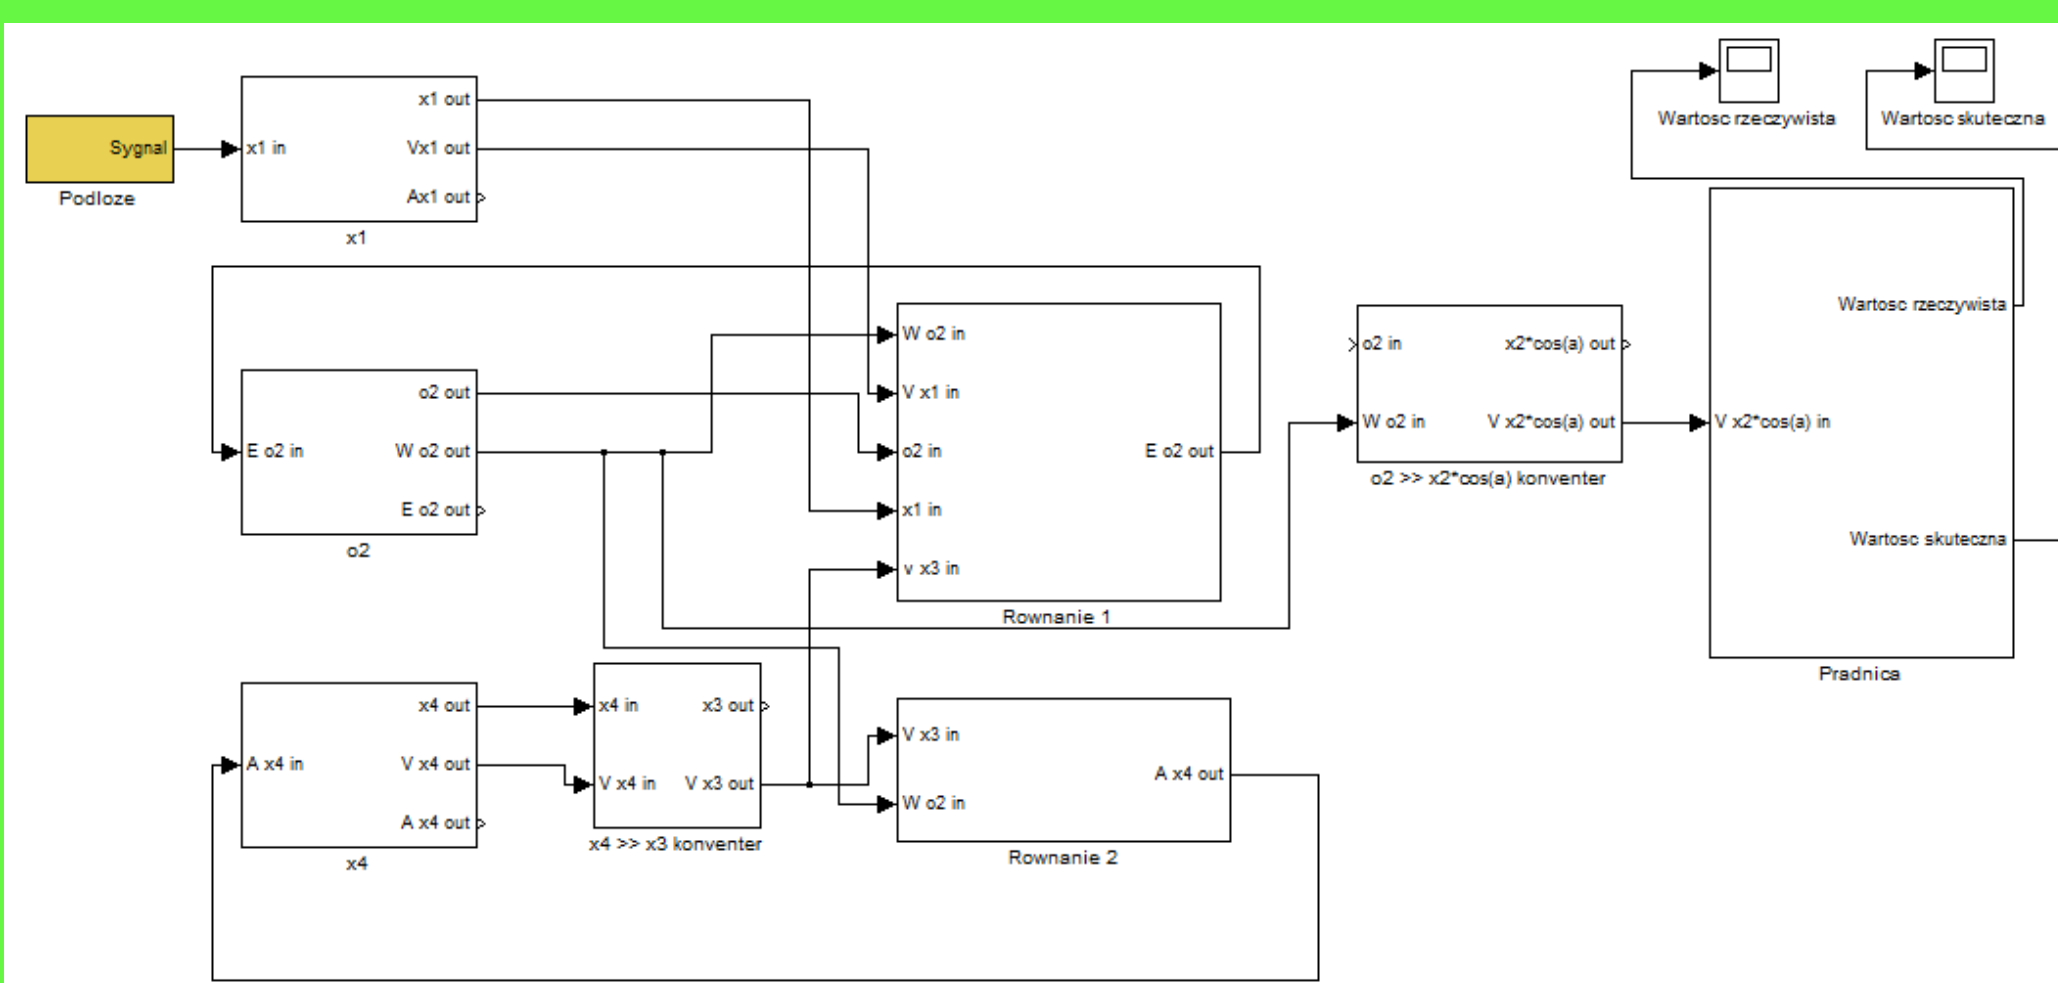 Sygnal
Podloze
x1 in
x1 out
Vx1 out
Ax1 out
x1
E o2 in
o2 out
W o2 out
E o2 out
o2
A x4 in
x4 out
V x4 out
A x4 out
x4
x4 in
V x4 in
x3 out
V x3 out
x4 >> x3 konventer
W o2 in
V x1 in
o2 in
x1 in
v x3 in
E o2 out
Rownanie 1
V x3 in
W o2 in
A x4 out
Rownanie 2
o2 in
W o2 in
x2*cos(a) out
V x2*cos(a) out
o2 >> x2*cos(a) konventer
Wartosc rzeczywista
Wartosc skuteczna
V x2*cos(a) in
Wartosc rzeczywista
Wartosc skuteczna
Pradnica